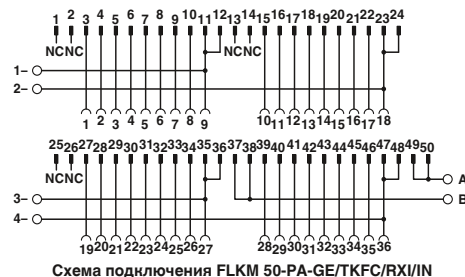 1 2 3 4 5 6 7 8 9 10 11 12 13 14 15 16 17 18 19 20 21 22 23 24
NC NC NC NC
1–
2–
1 2 3 4 5 6 7 8 9 10 11 12 13 14 15 16 17 18
25 26 27 28 29 30 31 32 33 34 35 36 37 38 39 40 41 42 43 44 45 46 47 48 49 50
NC NC
A
B
3–
4–
19 20 21 22 23 24 25 26 27 28 29 30 31 32 33 34 35 36
Схема подключения FLKM 50-PA-GE/TKFC/RXI/IN